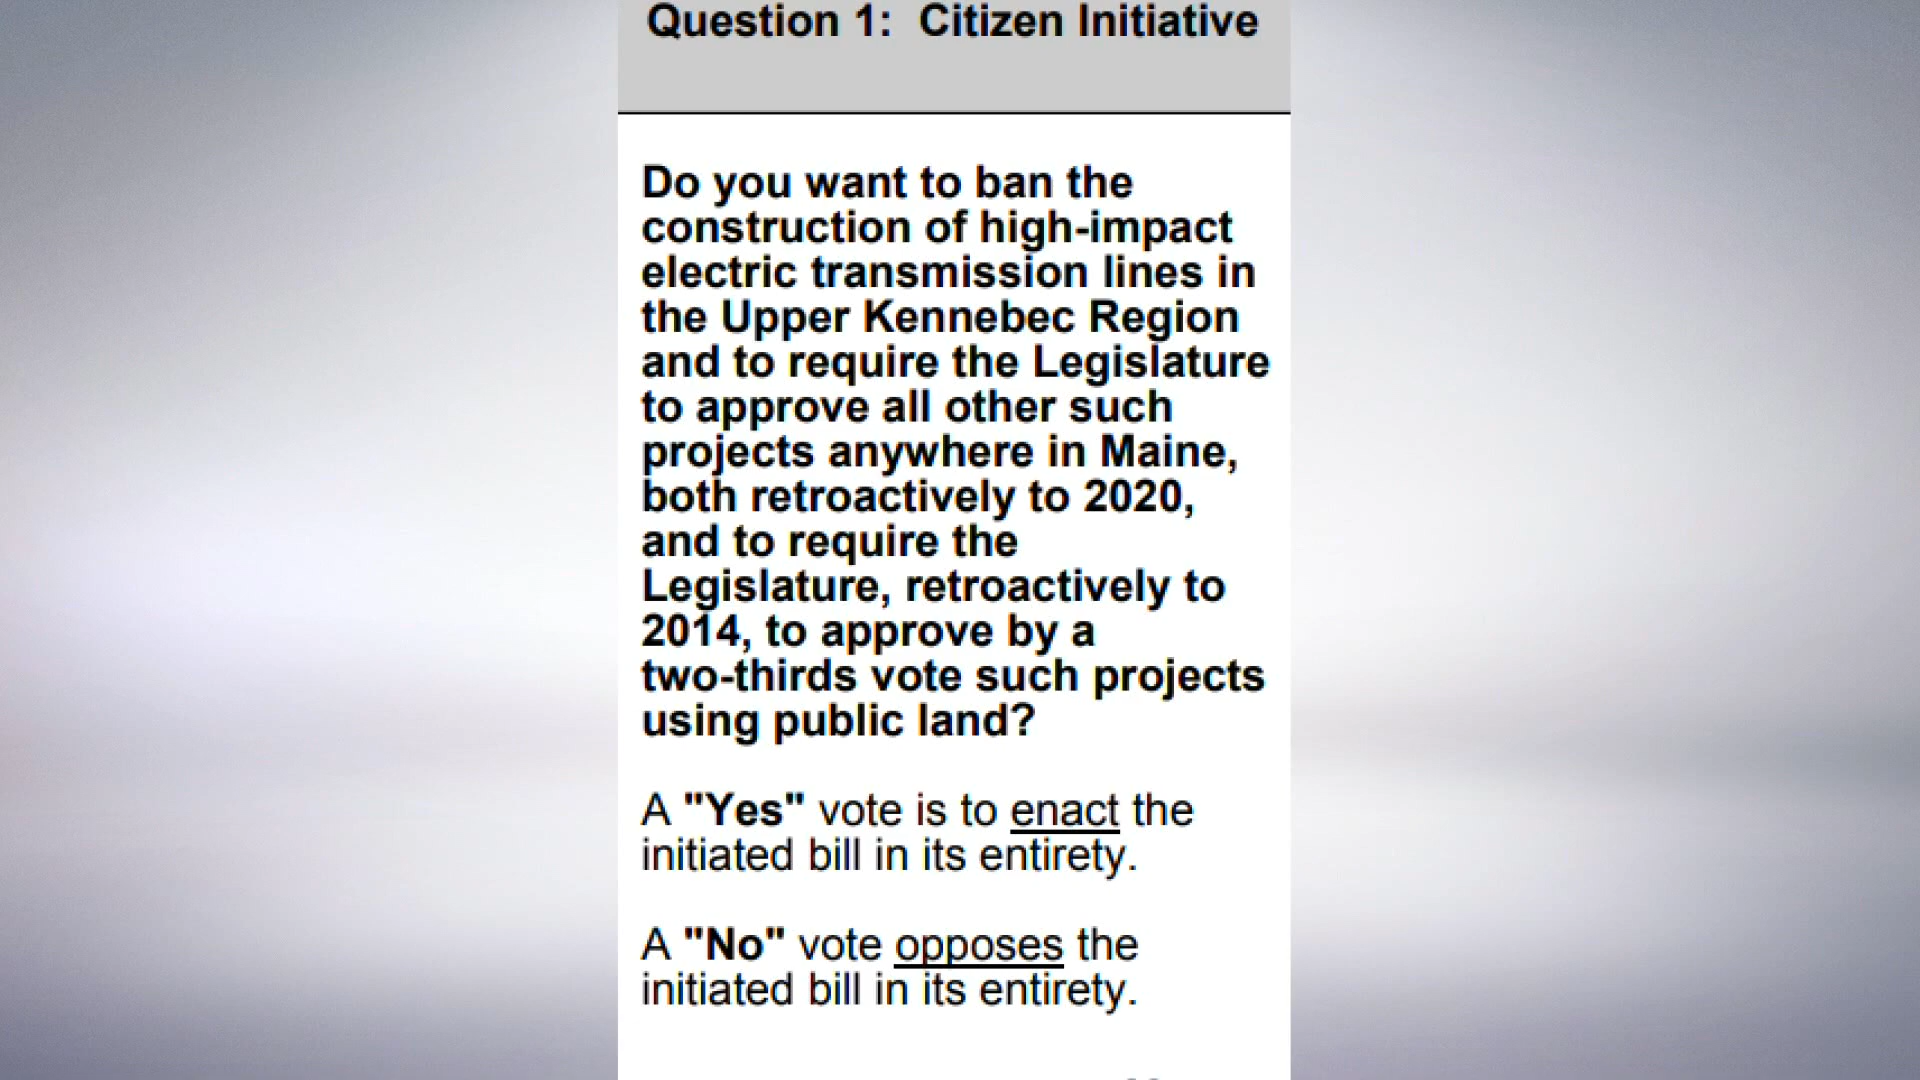 Question 1: Citizen Initiative
Do you want to ban the
construction of high-impact
electric transmission lines in
the Upper Kennebec Region
and to require the Legislature
to approve all other such
projects anywhere in Maine,
both retroactively to 2020,
and to require the
Legislature, retroactively to
2014, to approve by a
two-thirds vote such projects
using public land?
A "Yes" vote is to enact the
initiated bill in its entirety.
A "No" vote opposes the
initiated bill in its entirety.